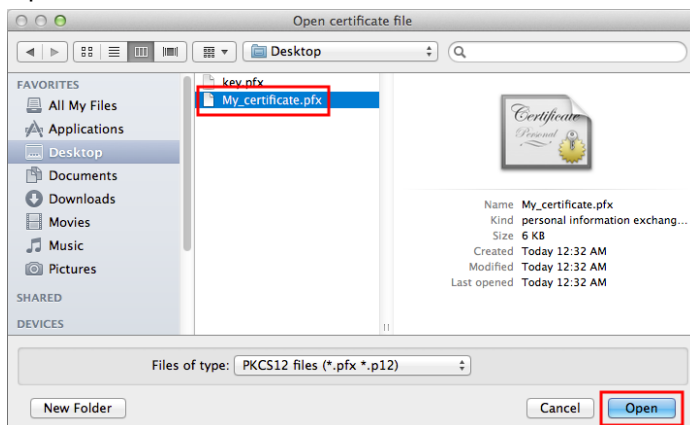 Open certificate file
Desktop
FAVORITES
All My Files
Applications
Desktop
Documents
Downloads
Movies
Music
Pictures
SHARED
DEVICES
key.pfx
My_certificate.pfx
Certificate
Personal
Name My_certificate.pfx
Kind personal information exchang...
Size 6 KB
Created Today 12:32 AM
Modified Today 12:32 AM
Last opened Today 12:32 AM
Files of type: PKCS12 files (*.pfx *.p12)
New Folder Cancel Open